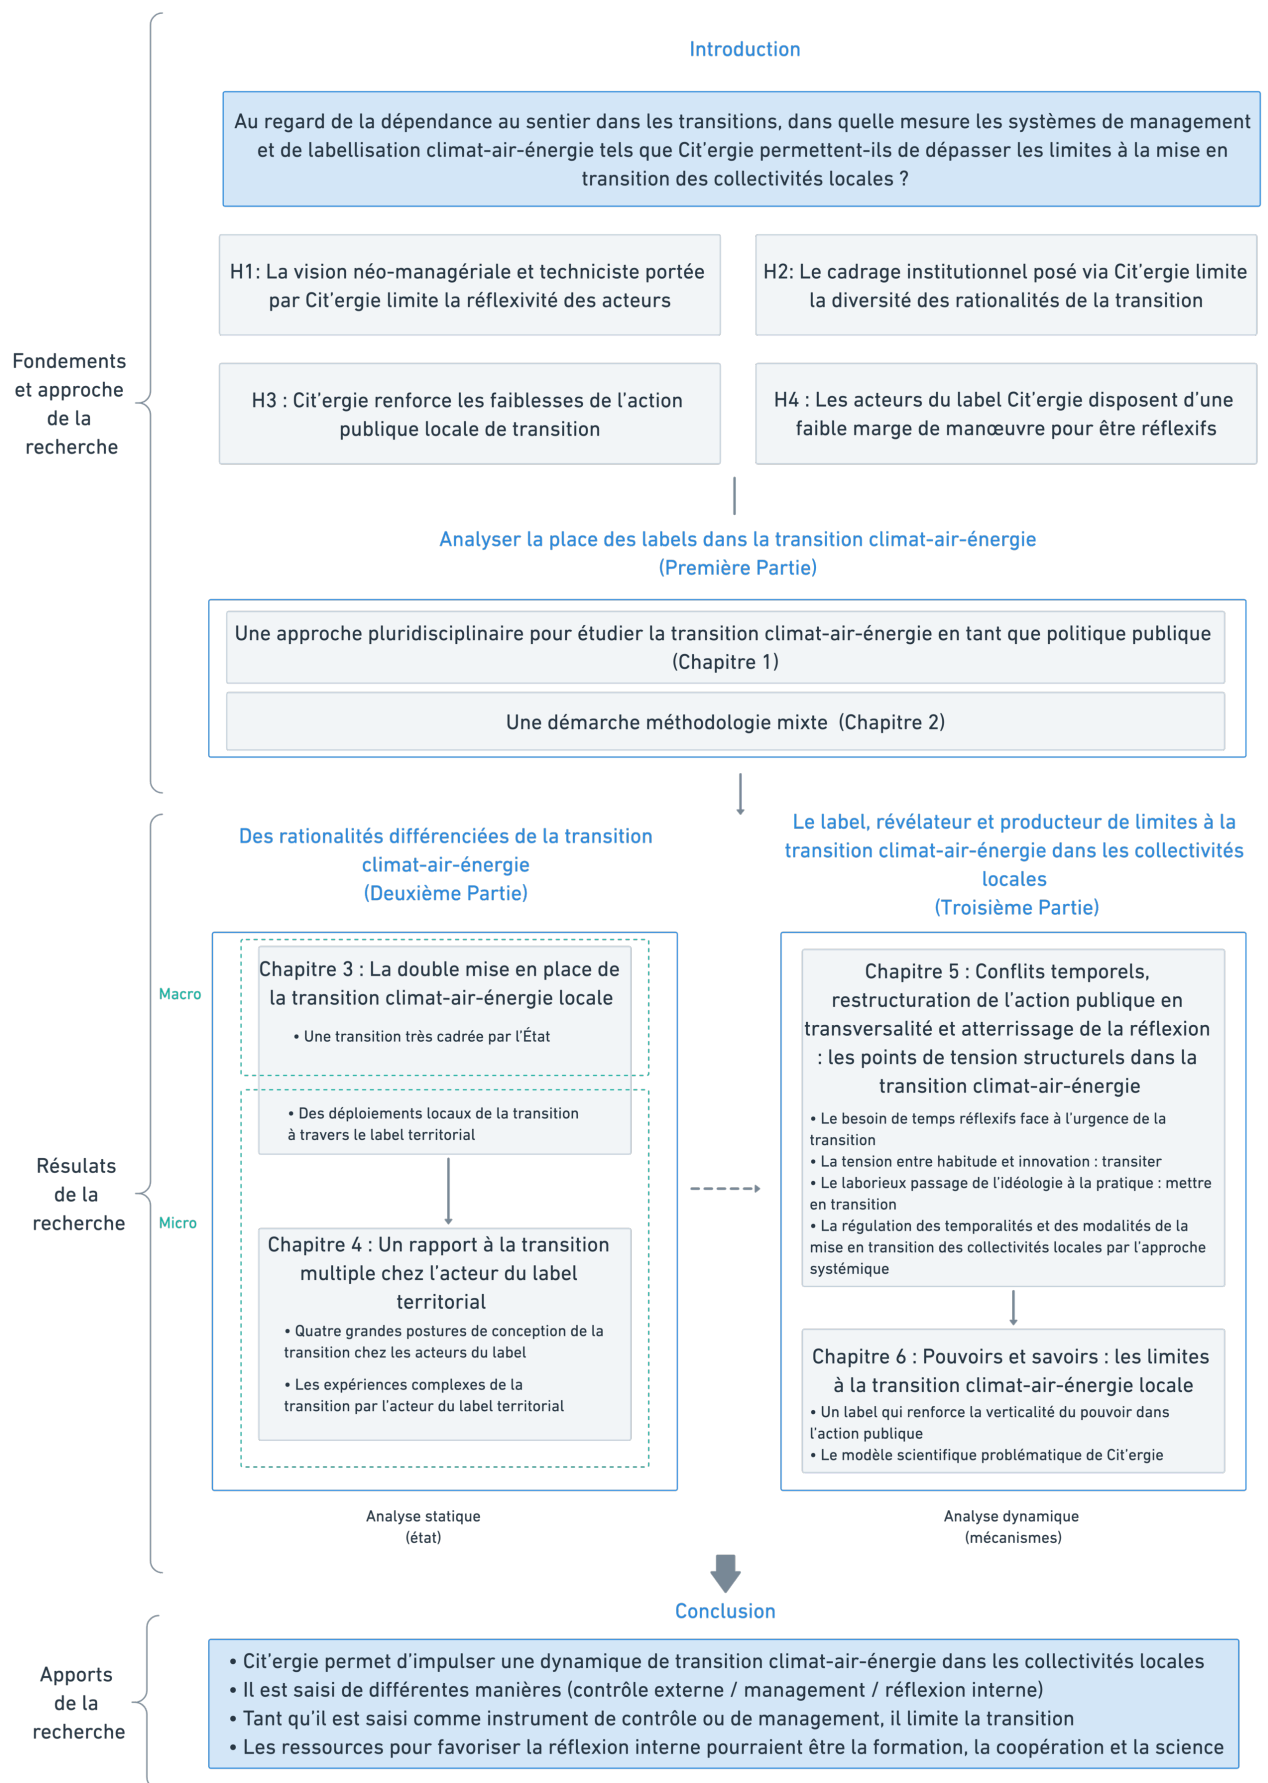 Introduction
Au regard de la dépendance au sentier dans les transitions, dans quelle mesure les systèmes de management
et de labellisation climat-air-énergie tels que Cit'ergie permettent-ils de dépasser les limites à la mise en
transition des collectivités locales ?
H1: La vision néo-managériale et techniciste portée
par Cit'ergie limite la réflexivité des acteurs
H2: Le cadrage institutionnel posé via Cit'ergie limite
la diversité des rationalités de la transition
Fondements
et approche
de la
recherche
H3 : Cit'ergie renforce les faiblesses de l'action
publique locale de transition
H4 : Les acteurs du label Cit'ergie disposent d'une
faible marge de manœuvre pour être réflexifs
Analyser la place des labels dans la transition climat-air-énergie
(Première Partie)
Une approche pluridisciplinaire pour étudier la transition climat-air-énergie en tant que politique publique
(Chapitre 1)
Une démarche méthodologie mixte (Chapitre 2)
Des rationalités différenciées de la transition
climat-air-énergie
(Deuxième Partie)
Le label, révélateur et producteur de limites à la
transition climat-air-énergie dans les collectivités
locales
(Troisième Partie)
Résulats
de la
recherche
Macro
Chapitre 3 : La double mise en place de
la transition climat-air-énergie locale
• Une transition très cadrée par l'État
• Des déploiements locaux de la transition
à travers le label territorial
Micro
Chapitre 4 : Un rapport à la transition
multiple chez l'acteur du label
territorial
• Quatre grandes postures de conception de la
transition chez les acteurs du label
• Les expériences complexes de la
transition par l'acteur du label territorial
Analyse statique
(état)
Chapitre 5 : Conflits temporels,
restructuration de l'action publique en
transversalité et atterrissage de la réflexion
: les points de tension structurels dans la
transition climat-air-énergie
• Le besoin de temps réflexifs face à l'urgence de la
transition
• La tension entre habitude et innovation : transiter
• Le laborieux passage de l'idéologie à la pratique : mettre
en transition
• La régulation des temporalités et des modalités de la
mise en transition des collectivités locales par l'approche
systémique
Chapitre 6 : Pouvoirs et savoirs : les limites
à la transition climat-air-énergie locale
• Un label qui renforce la verticalité du pouvoir dans
l'action publique
• Le modèle scientifique problématique de Cit'ergie
Analyse dynamique
(mécanismes)
Conclusion
Apports
de la
recherche
• Cit'ergie permet d'impulser une dynamique de transition climat-air-énergie dans les collectivités locales
• Il est saisi de différentes manières (contrôle externe / management / réflexion interne)
• Tant qu'il est saisi comme instrument de contrôle ou de management, il limite la transition
• Les ressources pour favoriser la réflexion interne pourraient être la formation, la coopération et la science